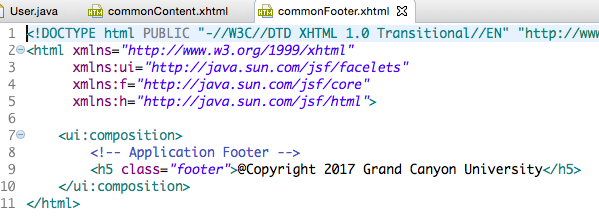 User.java commonContent.xhtml commonFooter.xhtml
1 <!DOCTYPE html PUBLIC "-//W3C//DTD XHTML 1.0 Transitional//EN" "http://www
2 <html xmlns="http://www.w3.org/1999/xhtml"
3 xmlns:ui="http://java.sun.com/jsf/facelets"
4 xmlns:f="http://java.sun.com/jsf/core"
5 xmlns:h="http://java.sun.com/jsf/html">
6
7 <ui:composition>
8 <!-- Application Footer -->
9 <h5 class="footer">@Copyright 2017 Grand Canyon University</h5>
10 </ui:composition>
11 </html>